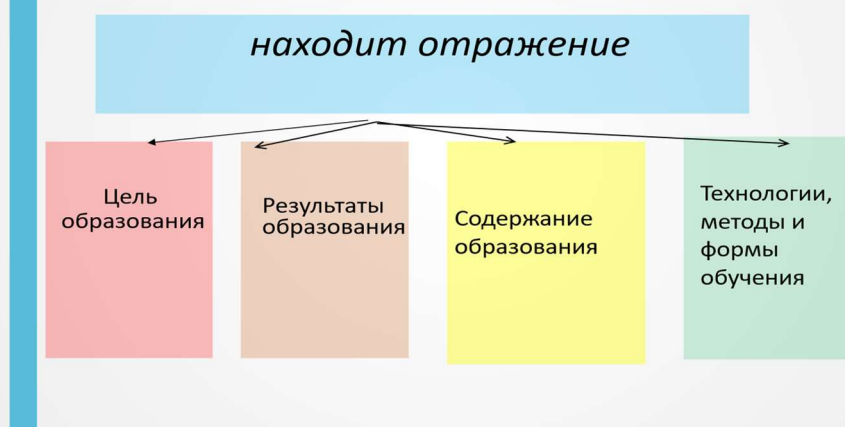 находит отражение
Цель
образования
Результаты
образования
Содержание
образования
Технологии,
методы и
формы
обучения